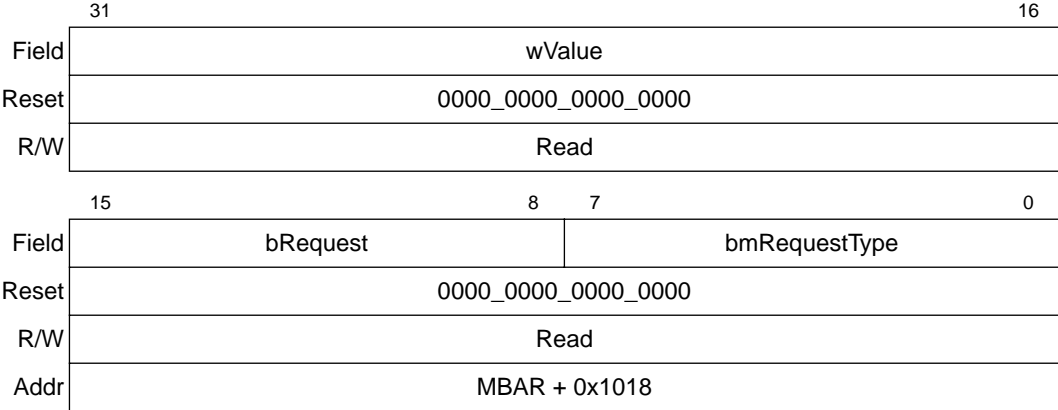 31 16
Field wValue
Reset 0000_0000_0000_0000
R/W Read
15 8 7 0
Field bRequest bmRequestType
Reset 0000_0000_0000_0000
R/W Read
Addr MBAR + 0x1018